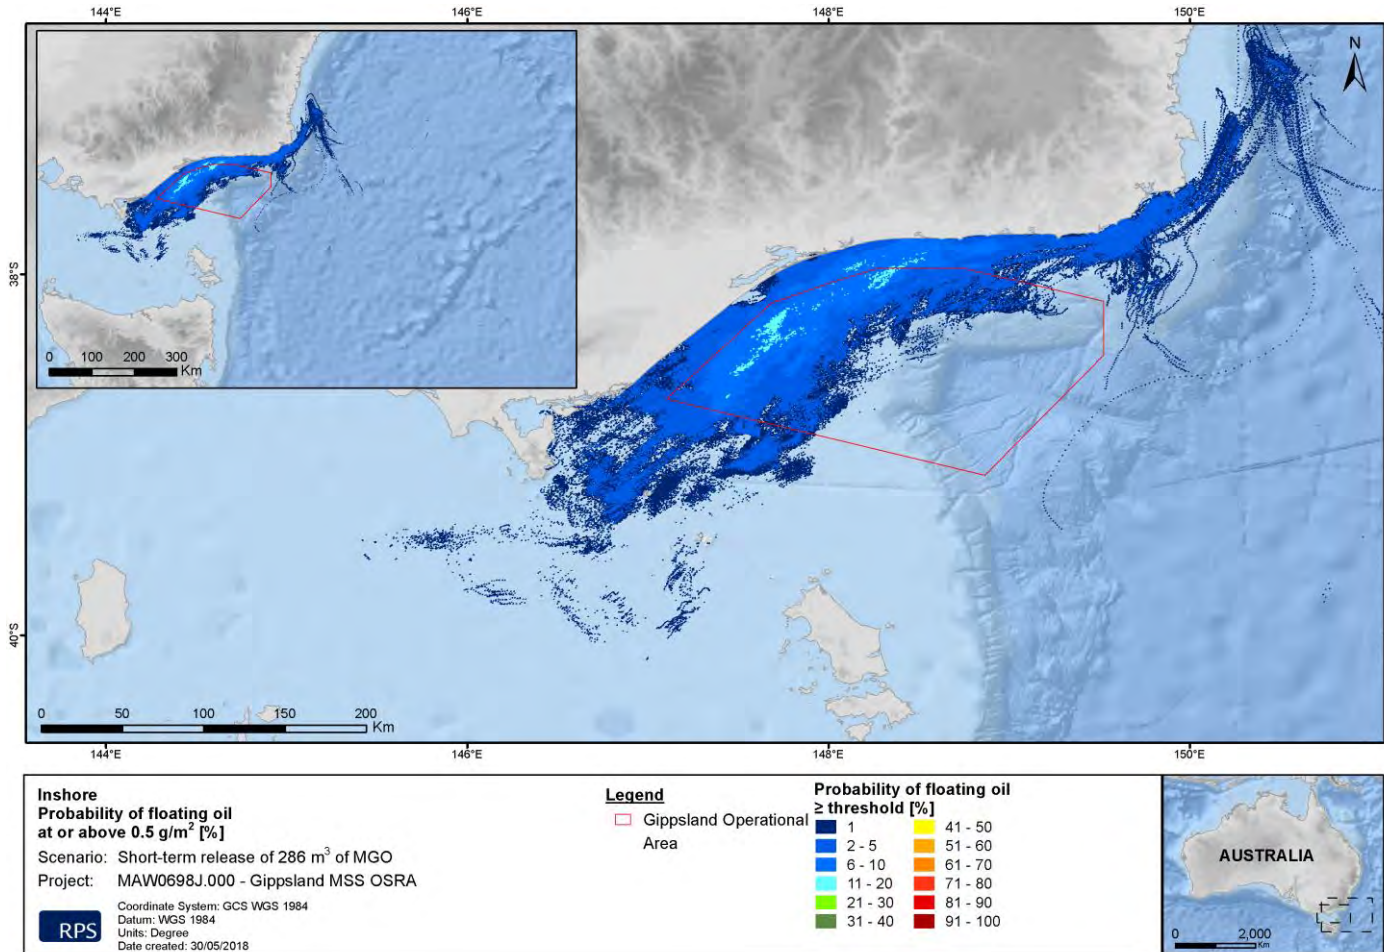 144°E 146°E 148°E 150°E
N
38°S
0 100 200 300
Km
40°S
0 50 100 150 200
Km
144°E 146°E 148°E 150°E
Inshore
Probability of floating oil
at or above 0.5 g/m² [%]
Scenario: Short-term release of 286 m³ of MGO
Project: MAW0698J.000 - Gippsland MSS OSRA
RPS
Coordinate System: GCS WGS 1984
Datum: WGS 1984
Units: Degree
Date created: 30/05/2018
Legend
Gippsland Operational
Area
Probability of floating oil
≥ threshold [%]
1
2 - 5
6 - 10
11 - 20
21 - 30
31 - 40
41 - 50
51 - 60
61 - 70
71 - 80
81 - 90
91 - 100
AUSTRALIA
0 2,000
Km